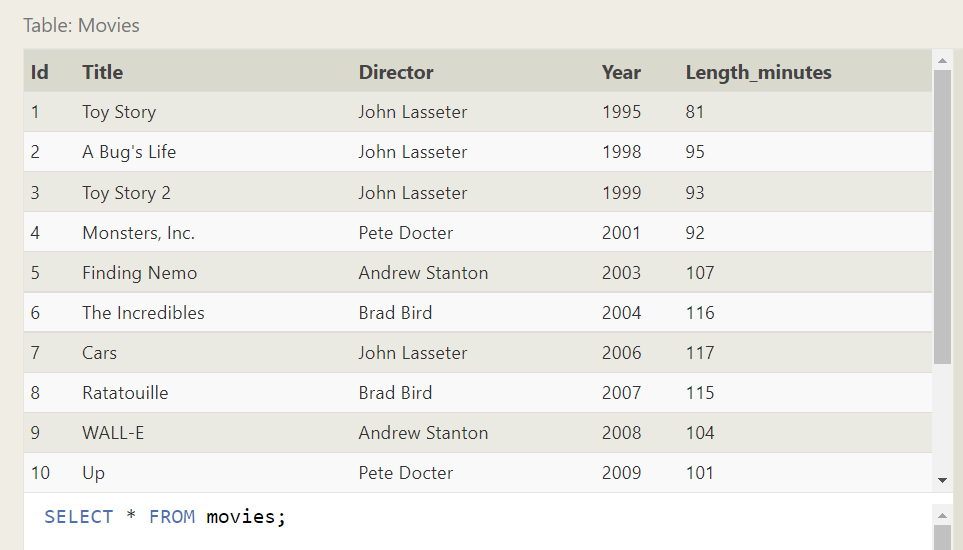 Table: Movies
Id Title Director Year Length_minutes
1 Toy Story John Lasseter 1995 81
2 A Bug's Life John Lasseter 1998 95
3 Toy Story 2 John Lasseter 1999 93
4 Monsters, Inc. Pete Docter 2001 92
5 Finding Nemo Andrew Stanton 2003 107
6 The Incredibles Brad Bird 2004 116
7 Cars John Lasseter 2006 117
8 Ratatouille Brad Bird 2007 115
9 WALL-E Andrew Stanton 2008 104
10 Up Pete Docter 2009 101
SELECT * FROM movies;